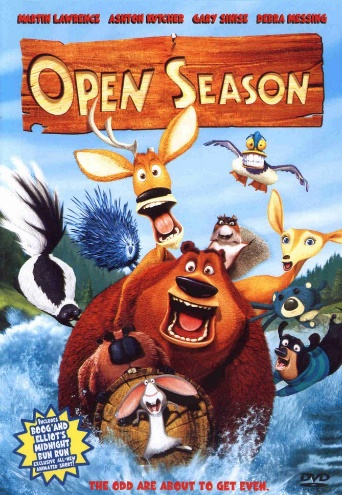 MARTIN LAWRENCE ASHTON KUTCHER GARY SINISE DEBRA MESSING
OPEN SEASON
INCLUDES
BOOG AND
ELLIOT'S
MIDNIGHT
BUN RUN
EXCLUSIVE ALL-NEW
ANIMATED SHORT!
THE ODD ARE ABOUT TO GET EVEN.
DVD